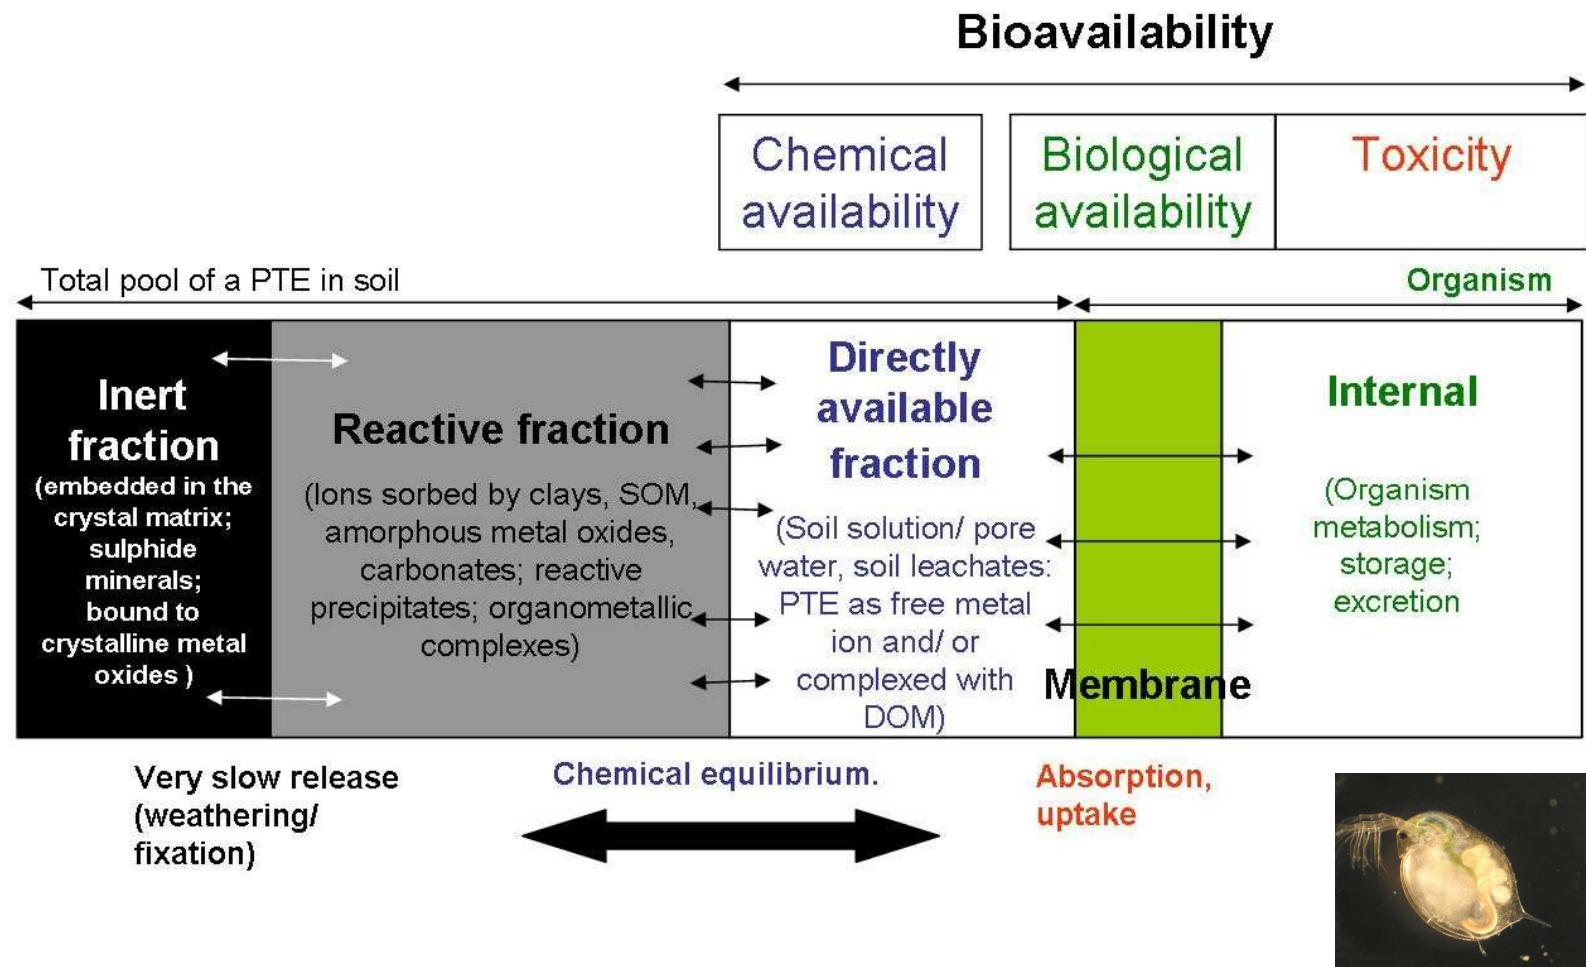 Bioavailability
Chemical
availability
Biological
availability
Toxicity
Total pool of a PTE in soil
Organism
Inert
fraction
(embedded in the
crystal matrix;
sulphide
minerals;
bound to
crystalline metal
oxides )
Reactive fraction
(Ions sorbed by clays, SOM,
amorphous metal oxides,
carbonates; reactive
precipitates; organometallic
complexes)
Directly
available
fraction
(Soil solution/ pore
water, soil leachates:
PTE as free metal
ion and/ or
complexed with
DOM)
Membrane
Internal
(Organism
metabolism;
storage;
excretion
Very slow release
(weathering/
fixation)
Chemical equilibrium.
Absorption,
uptake